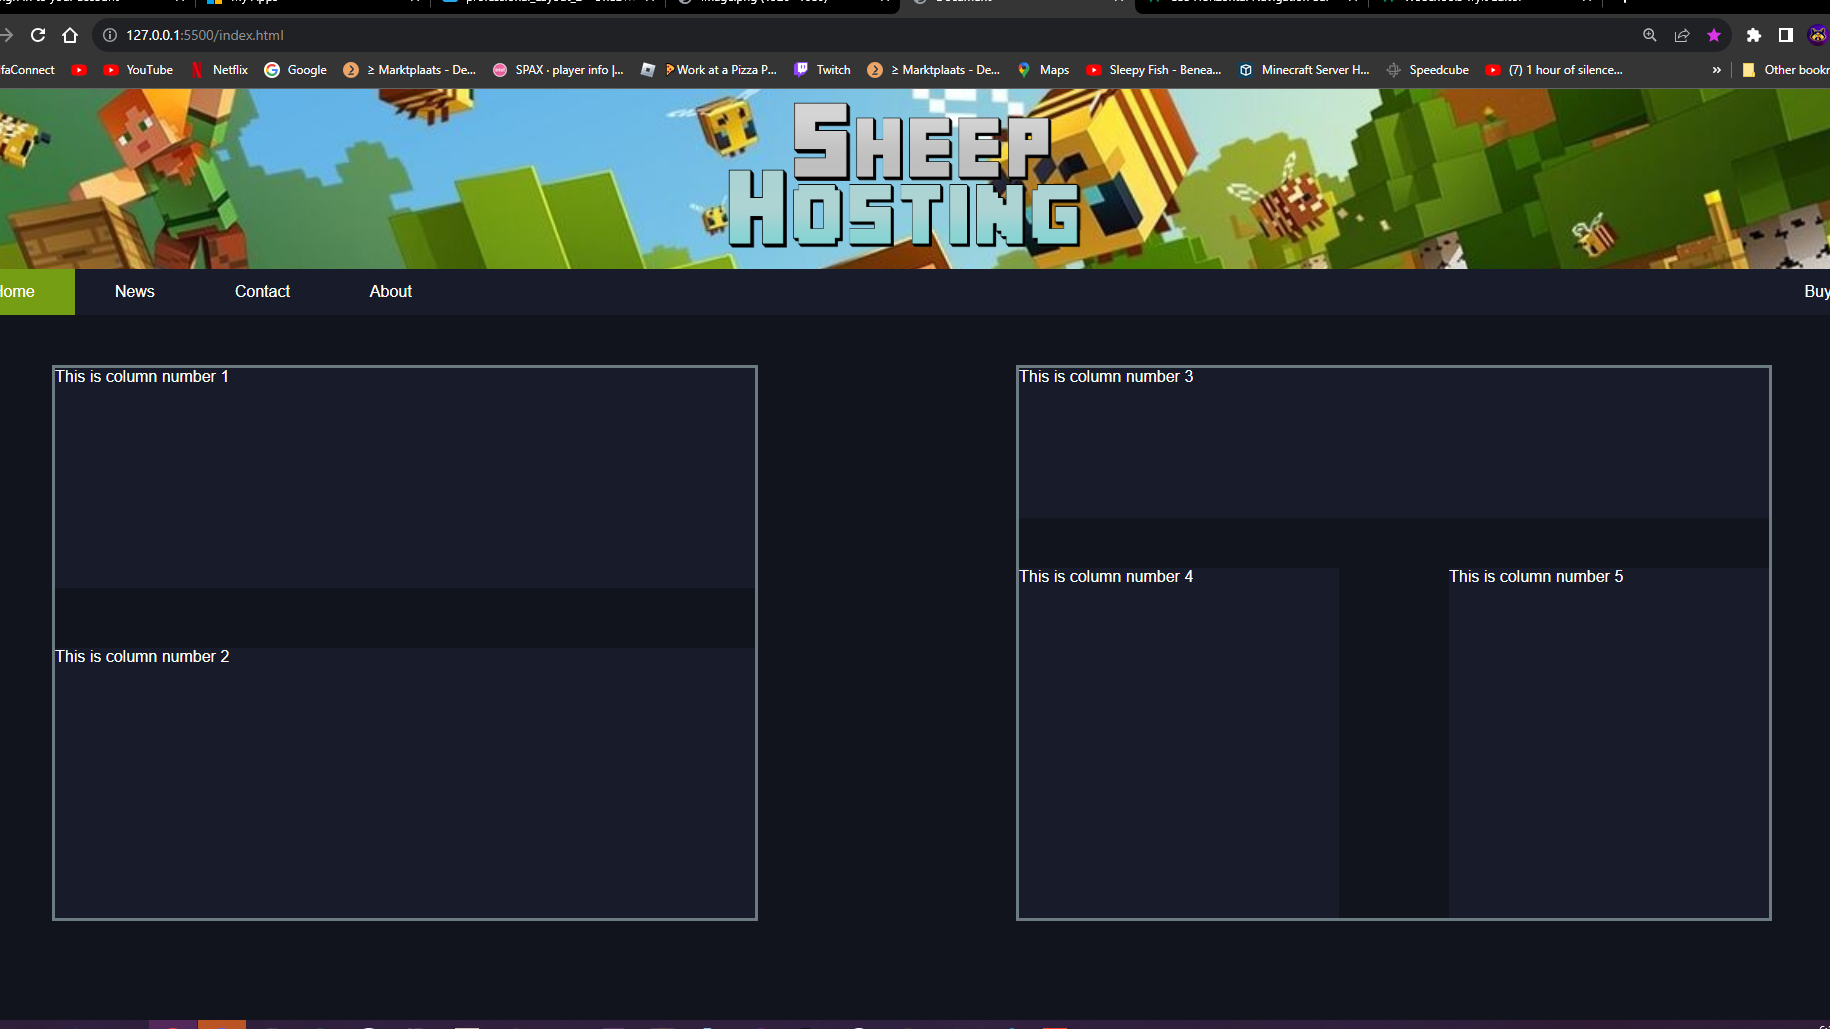 My Apps
127.0.0.1:5500/index.html
faConnect YouTube Netflix Google ≥ Marktplaats - De... SPAX · player info |... Work at a Pizza P... Twitch ≥ Marktplaats - De... Maps Sleepy Fish - Benea... Minecraft Server H... Speedcube (7) 1 hour of silence... » Other bookr
SHEEP
HOSTING
Home News Contact About Buy
This is column number 1
This is column number 3
This is column number 4
This is column number 5
This is column number 2